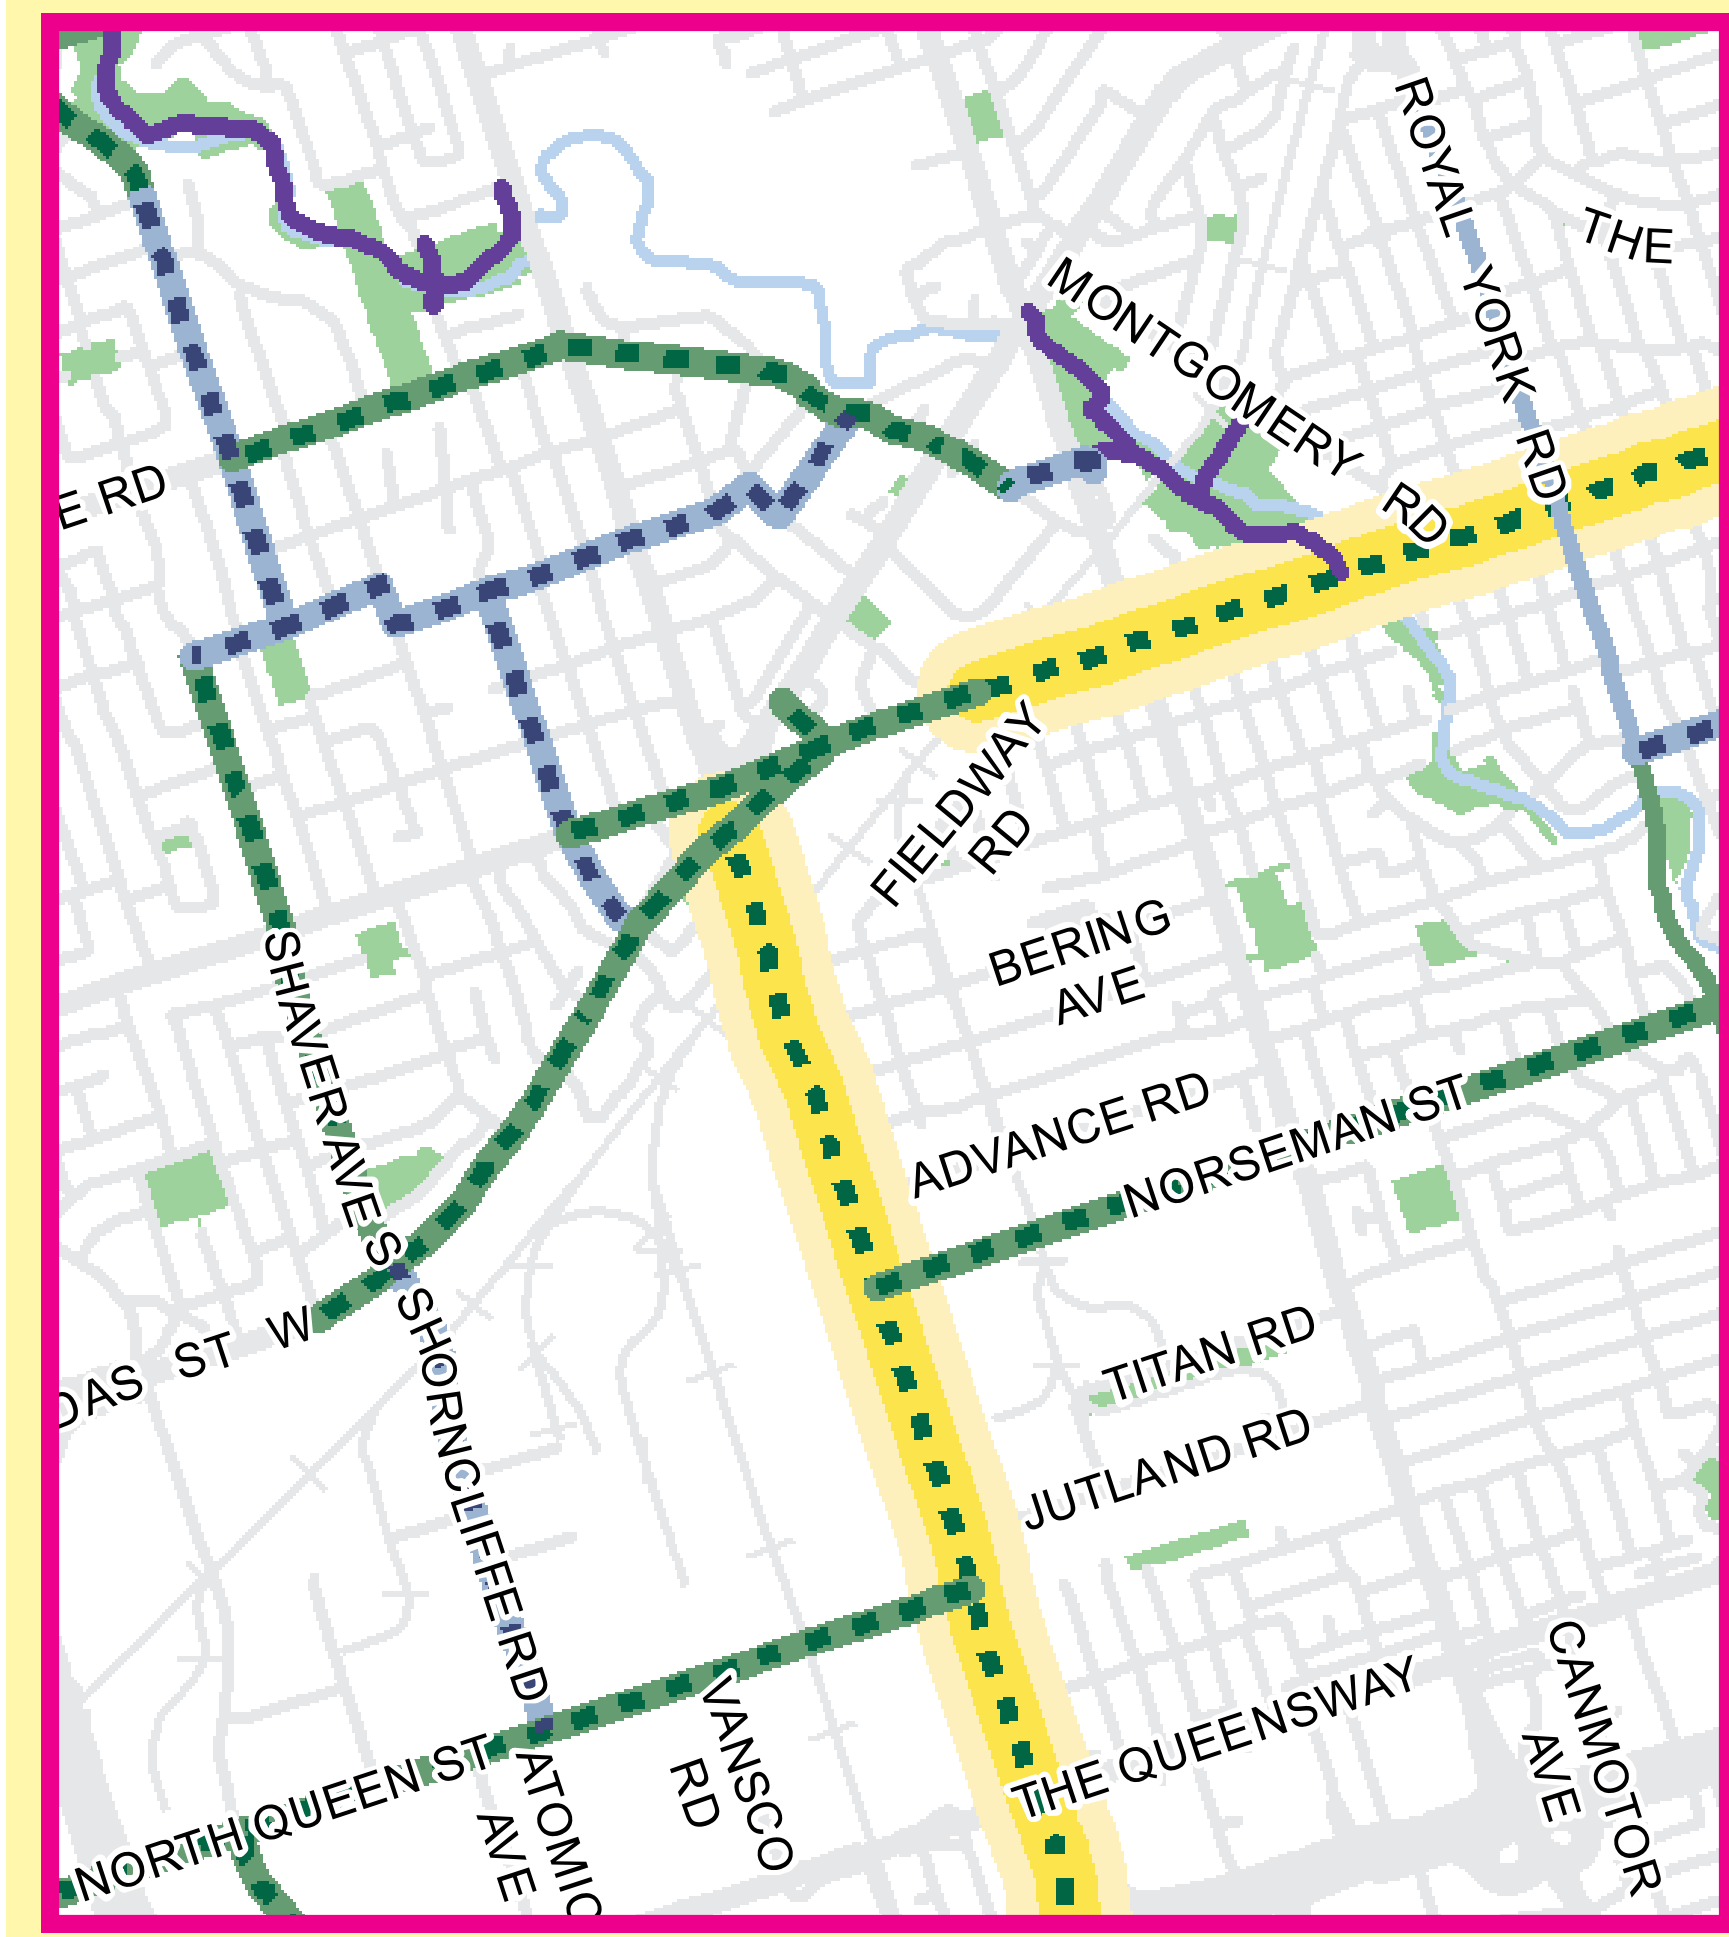 ROYAL YORK RD
THE
MONTGOMERY RD
E RD
FIELDWAY
RD
BERING
AVE
SHAVER AVE S
ADVANCE RD
NORSEMAN ST
DAS ST W
SHORNCLIFFE RD
TITAN RD
JUTLAND RD
THE QUEENSWAY
CANMOTOR
AVE
VANSCO
RD
NORTH QUEEN ST
ATOMIC
AVE